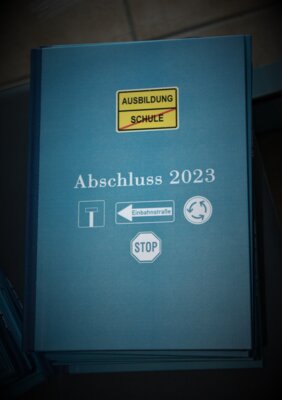 AUSBILDUNG
SCHULE
Abschluss 2023
Einbahnstraße
STOP